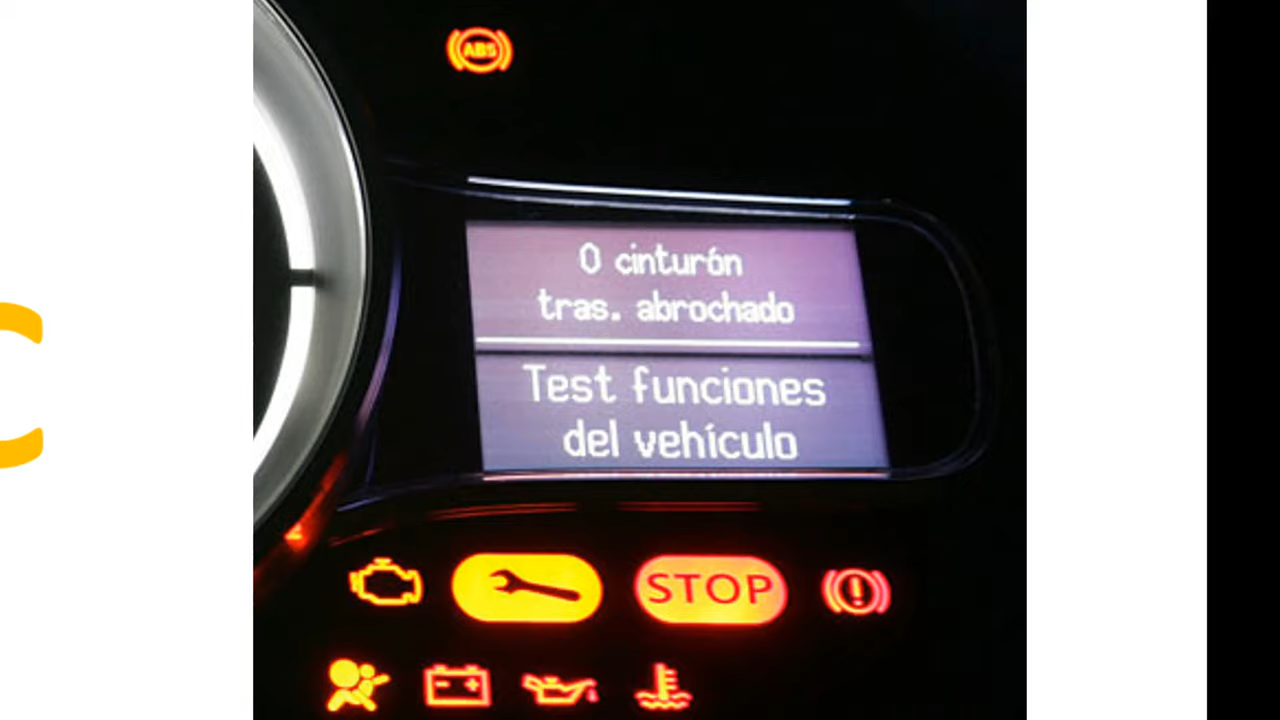 ABS
0 cinturón
tras. abrochado
Test funciones
del vehículo
STOP